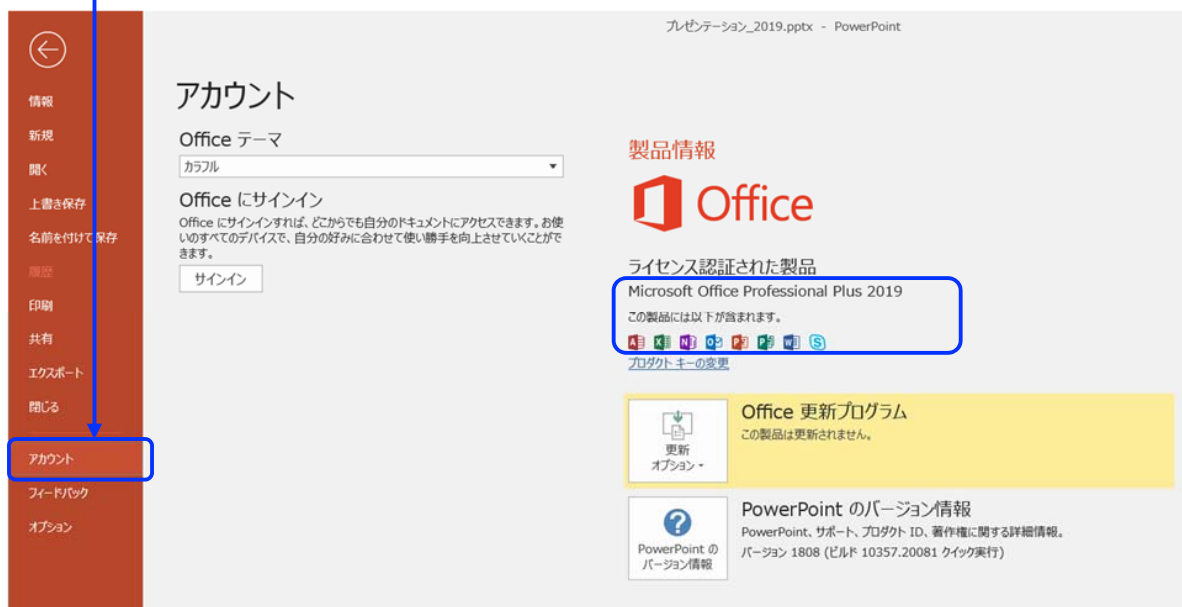 プレゼンテーション_2019.pptx - PowerPoint
情報
新規
開く
上書き保存
名前を付けて保存
履歴
印刷
共有
エクスポート
閉じる
アカウント
フィードバック
オプション
アカウント
Office テーマ
カラフル
Office にサインイン
Office にサインインすれば、どこからでも自分のドキュメントにアクセスできます。お使
いのすべてのデバイスで、自分の好みに合わせて使い勝手を向上させていくことがで
きます。
サインイン
製品情報
Office
ライセンス認証された製品
Microsoft Office Professional Plus 2019
この製品には以下が含まれます。
プロダクト キーの変更
更新
オプション
Office 更新プログラム
この製品は更新されません。
PowerPoint の
バージョン情報
PowerPoint のバージョン情報
PowerPoint、サポート、プロダクト ID、著作権に関する詳細情報。
バージョン 1808 (ビルド 10357.20081 クイック実行)